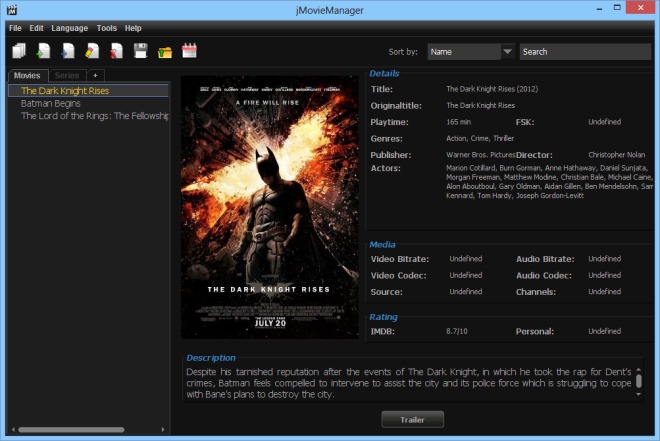 jMovieManager
File Edit Language Tools Help
Sort by: Name Search
Movies Series +
The Dark Knight Rises
Batman Begins
The Lord of the Rings: The Fellowship
A FIRE WILL RISE
THE DARK KNIGHT RISES
JULY 20
Details
Title: The Dark Knight Rises (2012)
Originaltitle: The Dark Knight Rises
Playtime: 165 min FSK: Undefined
Genres: Action, Crime, Thriller
Publisher: Warner Bros. Pictures Director: Christopher Nolan
Actors: Marion Cotillard, Burn Gorman, Anne Hathaway, Daniel Sunjata,
Morgan Freeman, Matthew Modine, Christian Bale, Michael Caine,
Alon Aboutboul, Gary Oldman, Aidan Gillen, Ben Mendelsohn, Sam
Kennard, Tom Hardy, Joseph Gordon-Levitt
Media
Video Bitrate: Undefined Audio Bitrate: Undefined
Video Codec: Undefined Audio Codec: Undefined
Source: Undefined Channels: Undefined
Rating
IMDB: 8.7/10 Personal: Undefined
Description
Despite his tarnished reputation after the events of The Dark Knight, in which he took the rap for Dent's
crimes, Batman feels compelled to intervene to assist the city and its police force which is struggling to cope
with Bane's plans to destroy the city.
Trailer